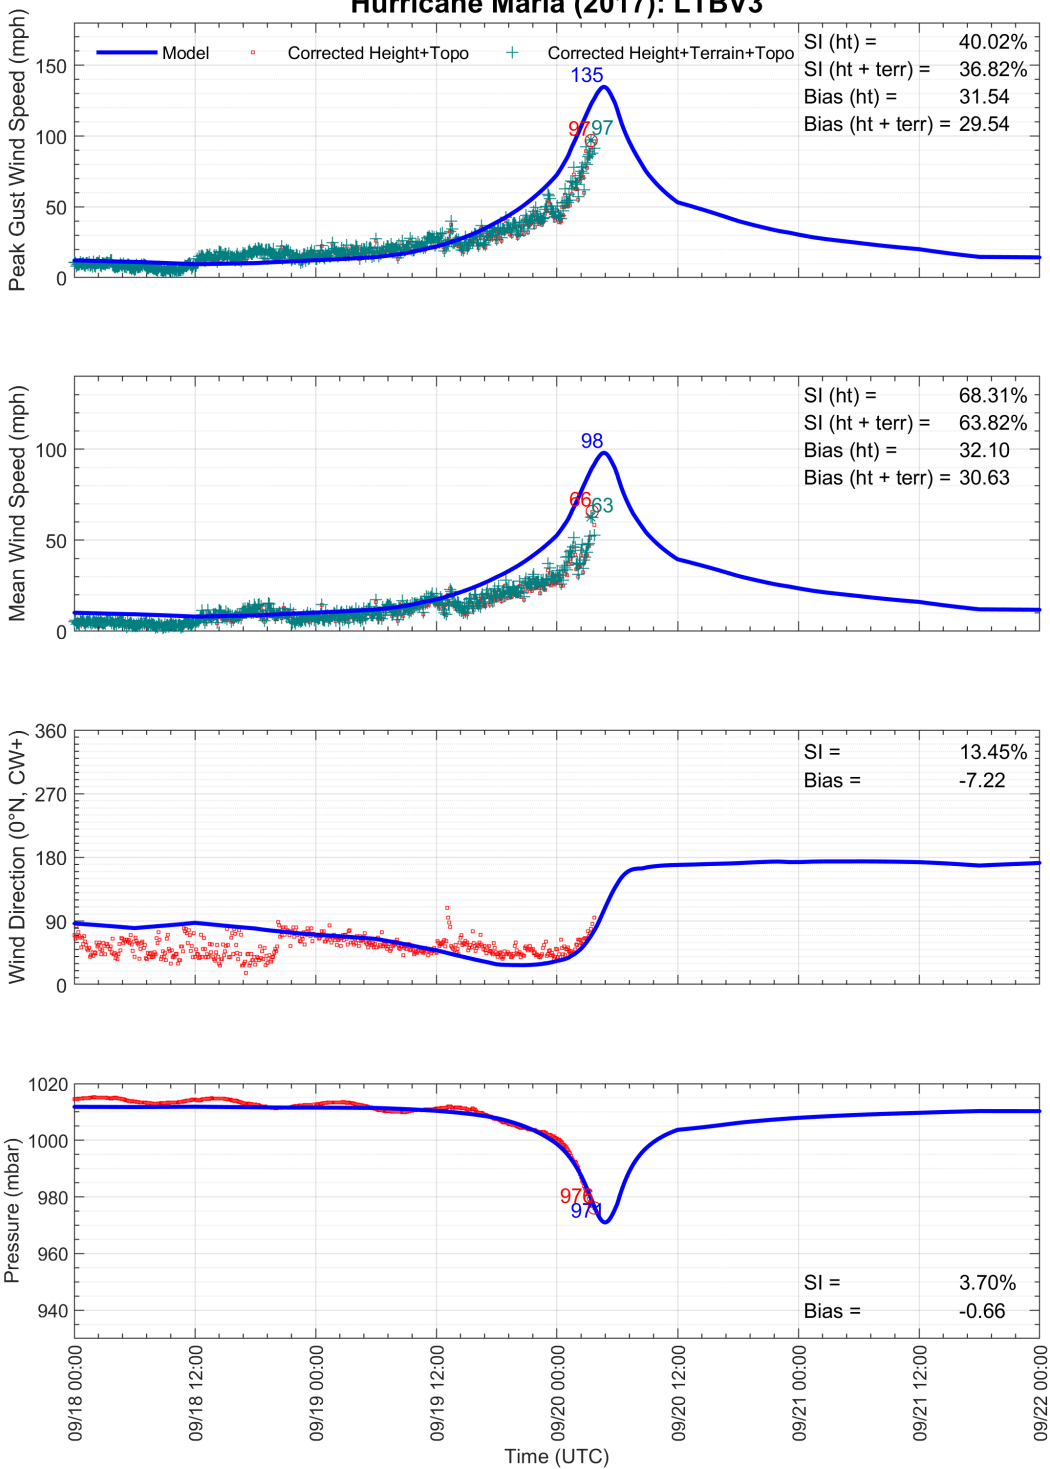 Hurricane Maria (2017): LTBV3
Peak Gust Wind Speed (mph)
150
100
50
0
Model
Corrected Height+Topo
Corrected Height+Terrain+Topo
135
97
97
SI (ht) = 40.02%
SI (ht + terr) = 36.82%
Bias (ht) = 31.54
Bias (ht + terr) = 29.54
Mean Wind Speed (mph)
100
50
0
98
66
63
SI (ht) = 68.31%
SI (ht + terr) = 63.82%
Bias (ht) = 32.10
Bias (ht + terr) = 30.63
Wind Direction (0°N, CW+)
360
270
180
90
0
SI = 13.45%
Bias = -7.22
Pressure (mbar)
1020
1000
980
960
940
976
971
SI = 3.70%
Bias = -0.66
09/18 00:00
09/18 12:00
09/19 00:00
09/19 12:00
09/20 00:00
09/20 12:00
09/21 00:00
09/21 12:00
09/22 00:00
Time (UTC)